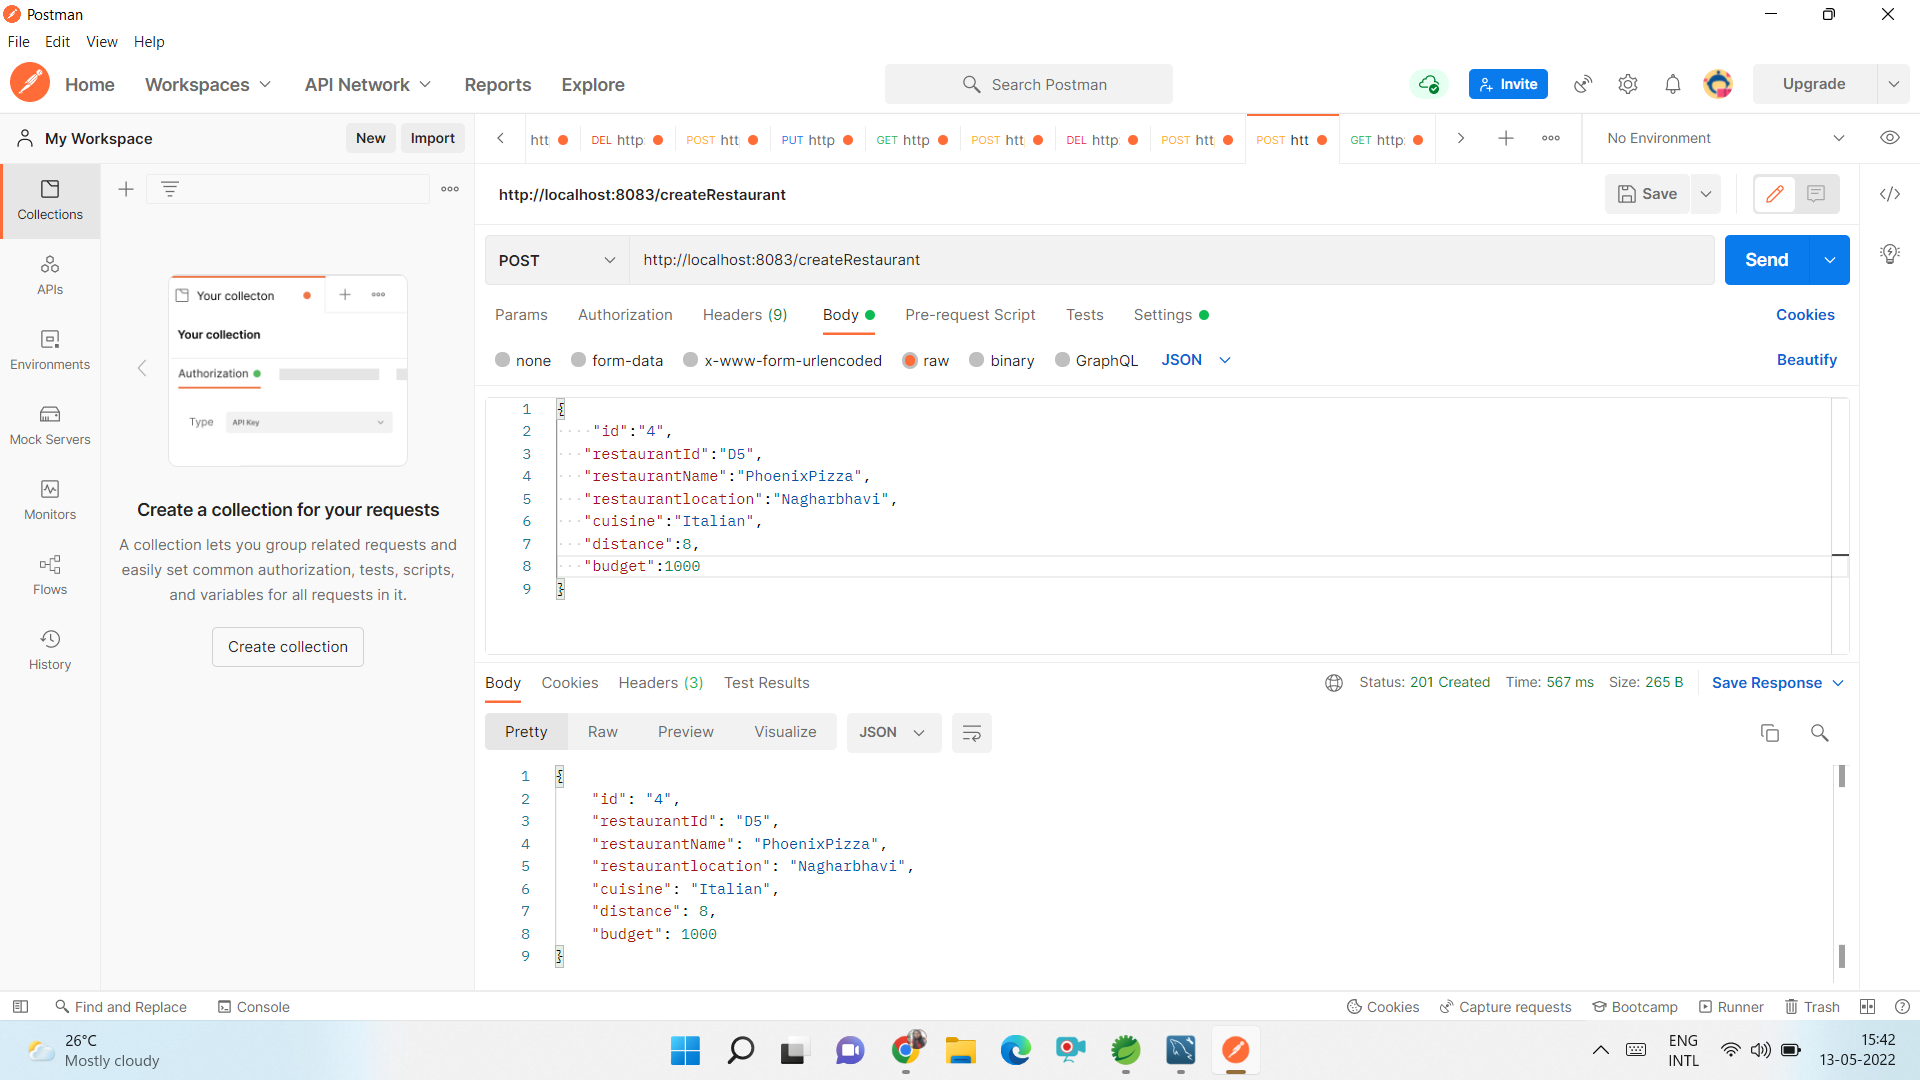 Postman
File Edit View Help
Home Workspaces API Network Reports Explore Search Postman Invite Upgrade
My Workspace New Import
htt DEL http POST htt PUT http GET http POST htt DEL http POST htt POST htt GET http: No Environment
Collections
APIs
Environments
Mock Servers
Monitors
Flows
History
Your collecton
Your collection
Authorization
Type API Key
Create a collection for your requests
A collection lets you group related requests and
easily set common authorization, tests, scripts,
and variables for all requests in it.
Create collection
http://localhost:8083/createRestaurant Save
POST http://localhost:8083/createRestaurant Send
Params Authorization Headers (9) Body Pre-request Script Tests Settings Cookies
none form-data x-www-form-urlencoded raw binary GraphQL JSON Beautify
1 {
2 "id":"4",
3 "restaurantId":"D5",
4 "restaurantName":"PhoenixPizza",
5 "restaurantlocation":"Nagharbhavi",
6 "cuisine":"Italian",
7 "distance":8,
8 "budget":1000
9 }
Body Cookies Headers (3) Test Results Status: 201 Created Time: 567 ms Size: 265 B Save Response
Pretty Raw Preview Visualize JSON
1 {
2 "id": "4",
3 "restaurantId": "D5",
4 "restaurantName": "PhoenixPizza",
5 "restaurantlocation": "Nagharbhavi",
6 "cuisine": "Italian",
7 "distance": 8,
8 "budget": 1000
9 }
Find and Replace Console Cookies Capture requests Bootcamp Runner Trash
26°C
Mostly cloudy
ENG
INTL
15:42
13-05-2022